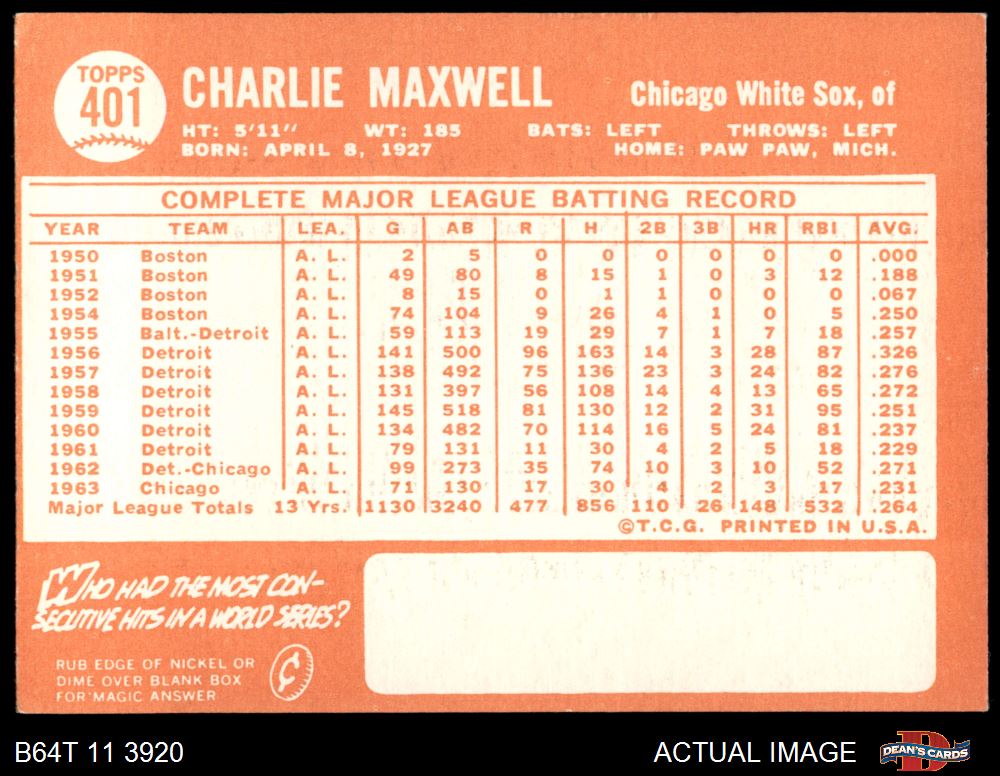 TOPPS
401
CHARLIE MAXWELL
Chicago White Sox, of
HT: 5'11" WT: 185 BATS: LEFT THROWS: LEFT
BORN: APRIL 8, 1927 HOME: PAW PAW, MICH.
COMPLETE MAJOR LEAGUE BATTING RECORD
YEAR TEAM LEA. G AB R H 2B 3B HR RBI AVG.
1950 Boston A. L. 2 5 0 0 0 0 0 0 .000
1951 Boston A. L. 49 80 8 15 1 0 3 12 .188
1952 Boston A. L. 8 15 0 1 1 0 0 0 .067
1954 Boston A. L. 74 104 9 26 4 1 0 5 .250
1955 Balt.-Detroit A. L. 59 113 19 29 7 1 7 18 .257
1956 Detroit A. L. 141 500 96 163 14 3 28 87 .326
1957 Detroit A. L. 138 492 75 136 23 3 24 82 .276
1958 Detroit A. L. 131 397 56 108 14 4 13 65 .272
1959 Detroit A. L. 145 518 81 130 12 2 31 95 .251
1960 Detroit A. L. 134 482 70 114 16 5 24 81 .237
1961 Detroit A. L. 79 131 11 30 4 2 5 18 .229
1962 Det.-Chicago A. L. 99 273 35 74 10 3 10 52 .271
1963 Chicago A. L. 71 130 17 30 4 2 3 17 .231
Major League Totals 13 Yrs. 1130 3240 477 856 110 26 148 532 .264
©T.C.G. PRINTED IN U.S.A.
WHO HAD THE MOST CON-
SECUTIVE HITS IN A WORLD SERIES?
RUB EDGE OF NICKEL OR
DIME OVER BLANK BOX
FOR MAGIC ANSWER
¢
B64T 11 3920
ACTUAL IMAGE
D
DEAN'S CARDS